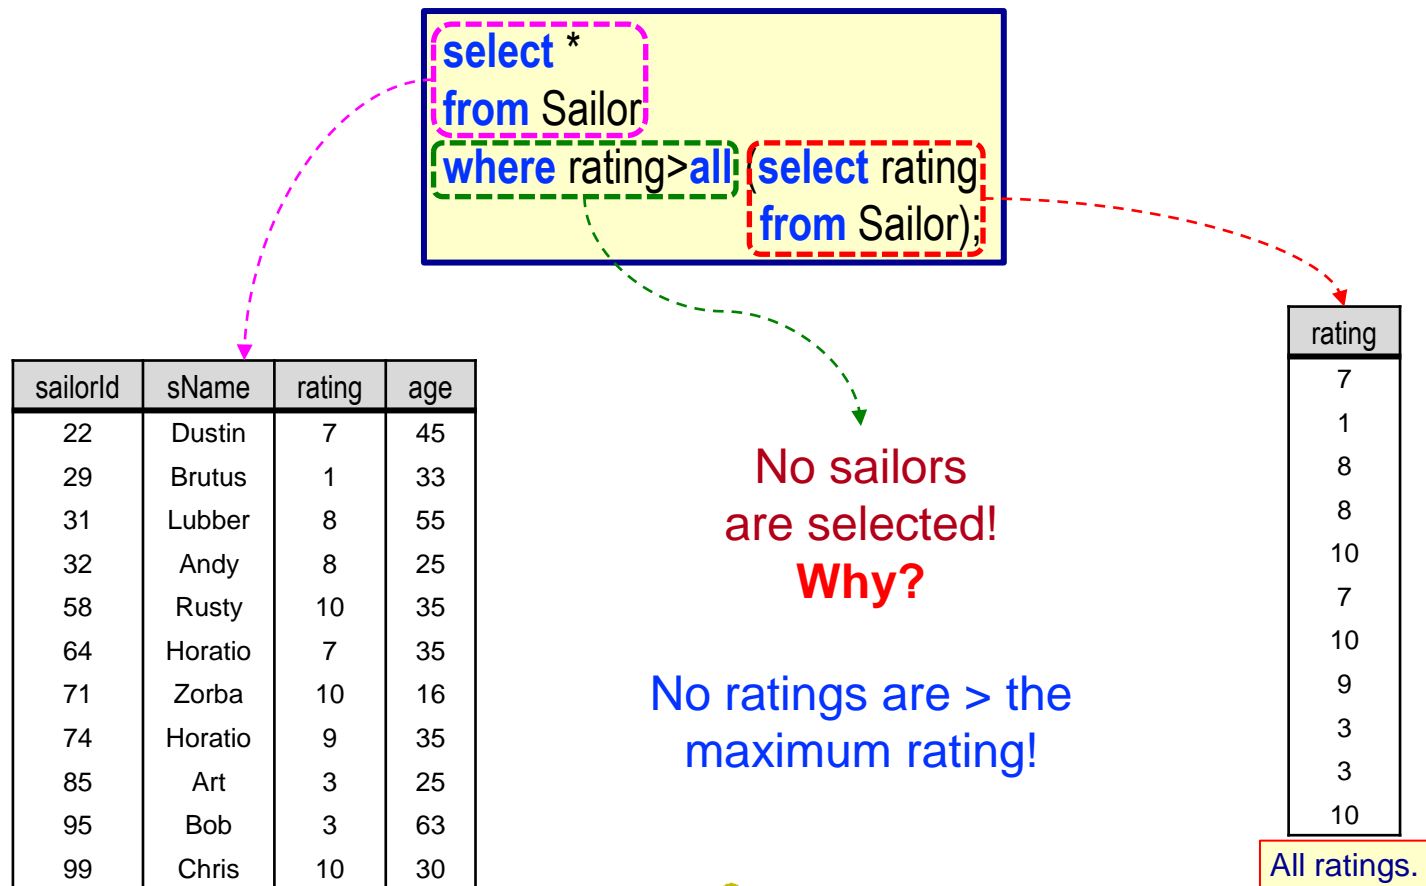 select *
from Sailor
where rating>all (select rating
from Sailor);
sailorId sName rating age
22 Dustin 7 45
29 Brutus 1 33
31 Lubber 8 55
32 Andy 8 25
58 Rusty 10 35
64 Horatio 7 35
71 Zorba 10 16
74 Horatio 9 35
85 Art 3 25
95 Bob 3 63
99 Chris 10 30
No sailors
are selected!
Why?
No ratings are > the
maximum rating!
rating
7
1
8
8
10
7
10
9
3
3
10
All ratings.